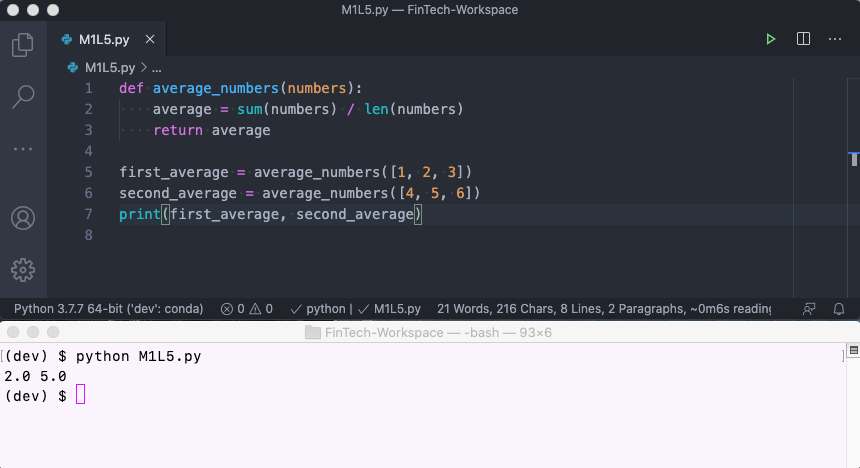 M1L5.py — FinTech-Workspace
M1L5.py
M1L5.py > ...
1 def average_numbers(numbers):
2     average = sum(numbers) / len(numbers)
3     return average
4
5 first_average = average_numbers([1, 2, 3])
6 second_average = average_numbers([4, 5, 6])
7 print(first_average, second_average)
8
Python 3.7.7 64-bit ('dev': conda) 0 0 python | M1L5.py 21 Words, 216 Chars, 8 Lines, 2 Paragraphs, ~0m6s reading
FinTech-Workspace — -bash — 93×6
(dev) $ python M1L5.py
2.0 5.0
(dev) $